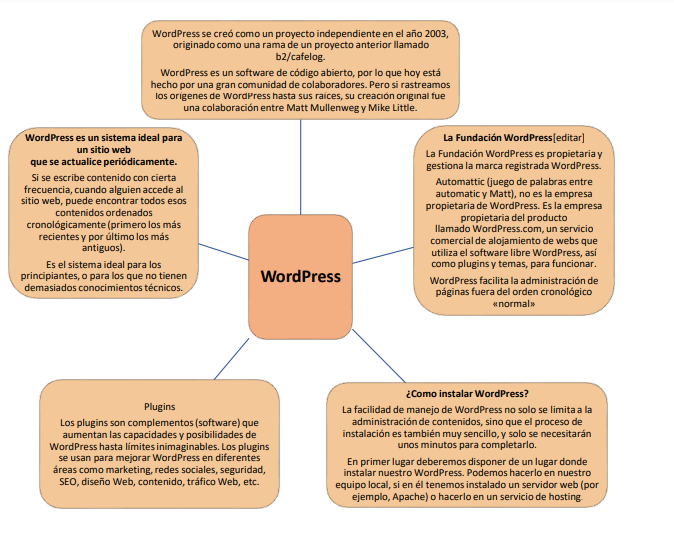 WordPress se creó como un proyecto independiente en el año 2003,
originado como una rama de un proyecto anterior llamado
b2/cafelog.
WordPress es un software de código abierto, por lo que hoy está
hecho por una gran comunidad de colaboradores. Pero si rastreamos
los orígenes de WordPress hasta sus raíces, su creación original fue
una colaboración entre Matt Mullenweg y Mike Little.
WordPress es un sistema ideal para
un sitio web
que se actualice periódicamente.
Si se escribe contenido con cierta
frecuencia, cuando alguien accede al
sitio web, puede encontrar todos esos
contenidos ordenados
cronológicamente (primero los más
recientes y por último los más
antiguos).
Es el sistema ideal para los
principiantes, o para los que no tienen
demasiados conocimientos técnicos.
La Fundación WordPress[editar]
La Fundación WordPress es propietaria y
gestiona la marca registrada WordPress.
Automattic (juego de palabras entre
automatic y Matt), no es la empresa
propietaria de WordPress. Es la empresa
propietaria del producto
llamado WordPress.com, un servicio
comercial de alojamiento de webs que
utiliza el software libre WordPress, así
como plugins y temas, para funcionar.
WordPress facilita la administración de
páginas fuera del orden cronológico
«normal»
WordPress
Plugins
Los plugins son complementos (software) que
aumentan las capacidades y posibilidades de
WordPress hasta límites inimaginables. Los plugins
se usan para mejorar WordPress en diferentes
áreas como marketing, redes sociales, seguridad,
SEO, diseño Web, contenido, tráfico Web, etc.
¿Como instalar WordPress?
La facilidad de manejo de WordPress no solo se limita a la
administración de contenidos, sino que el proceso de
instalación es también muy sencillo, y solo se necesitarán
unos minutos para completarlo.
En primer lugar deberemos disponer de un lugar donde
instalar nuestro WordPress. Podemos hacerlo en nuestro
equipo local, si en él tenemos instalado un servidor web (por
ejemplo, Apache) o hacerlo en un servicio de hosting